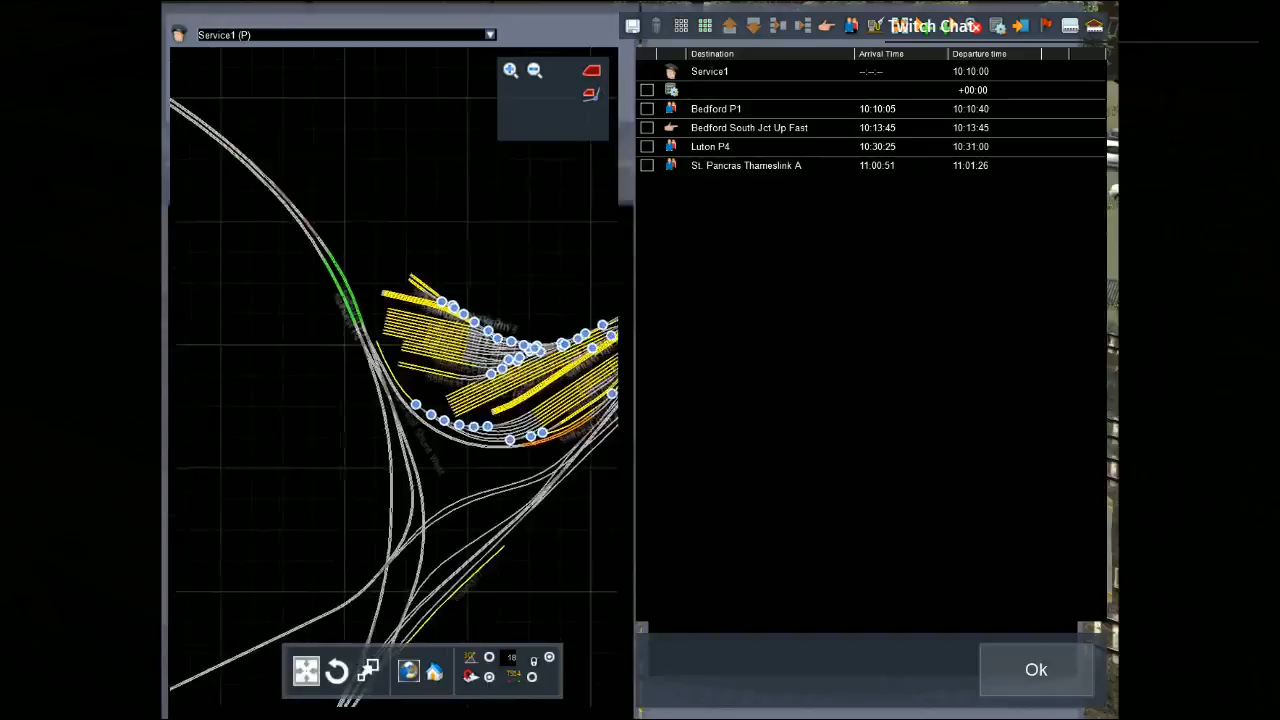 Service1 (P)
Twitch Chat
Destination Arrival Time Departure time
Service1 --:--:-- 10:10:00
+00:00
Bedford P1 10:10:05 10:10:40
Bedford South Jct Up Fast 10:13:45 10:13:45
Luton P4 10:30:25 10:31:00
St. Pancras Thameslink A 11:00:51 11:01:26
18
Ok